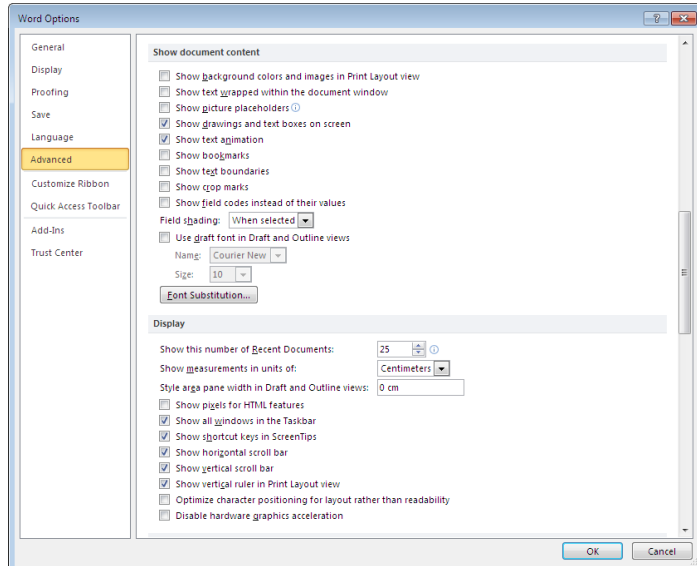 Word Options
General
Display
Proofing
Save
Language
Advanced
Customize Ribbon
Quick Access Toolbar
Add-Ins
Trust Center
Show document content
Show background colors and images in Print Layout view
Show text wrapped within the document window
Show picture placeholders
Show drawings and text boxes on screen
Show text animation
Show bookmarks
Show text boundaries
Show crop marks
Show field codes instead of their values
Field shading: When selected
Use draft font in Draft and Outline views
Name: Courier New
Size: 10
Font Substitution...
Display
Show this number of Recent Documents: 25
Show measurements in units of: Centimeters
Style area pane width in Draft and Outline views: 0 cm
Show pixels for HTML features
Show all windows in the Taskbar
Show shortcut keys in ScreenTips
Show horizontal scroll bar
Show vertical scroll bar
Show vertical ruler in Print Layout view
Optimize character positioning for layout rather than readability
Disable hardware graphics acceleration
OK Cancel